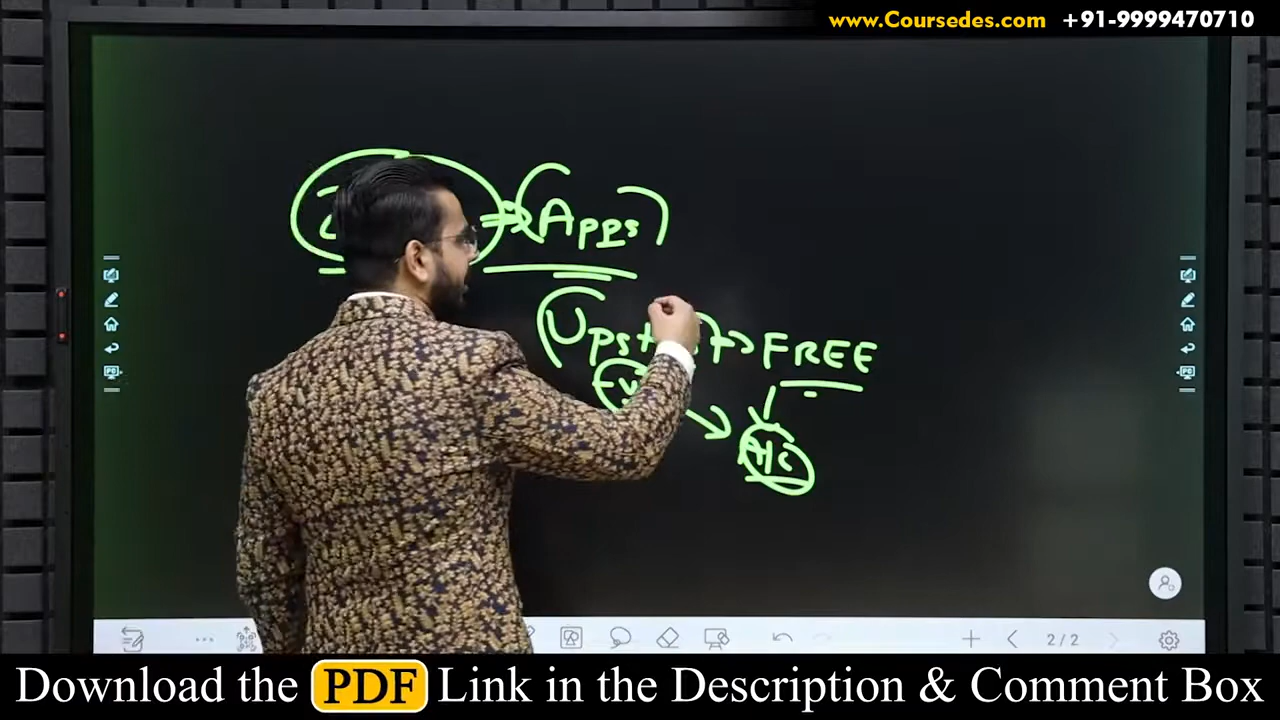 www.Coursedes.com +91-9999470710
Apps
FREE
A/c
2/2
Download the PDF Link in the Description & Comment Box